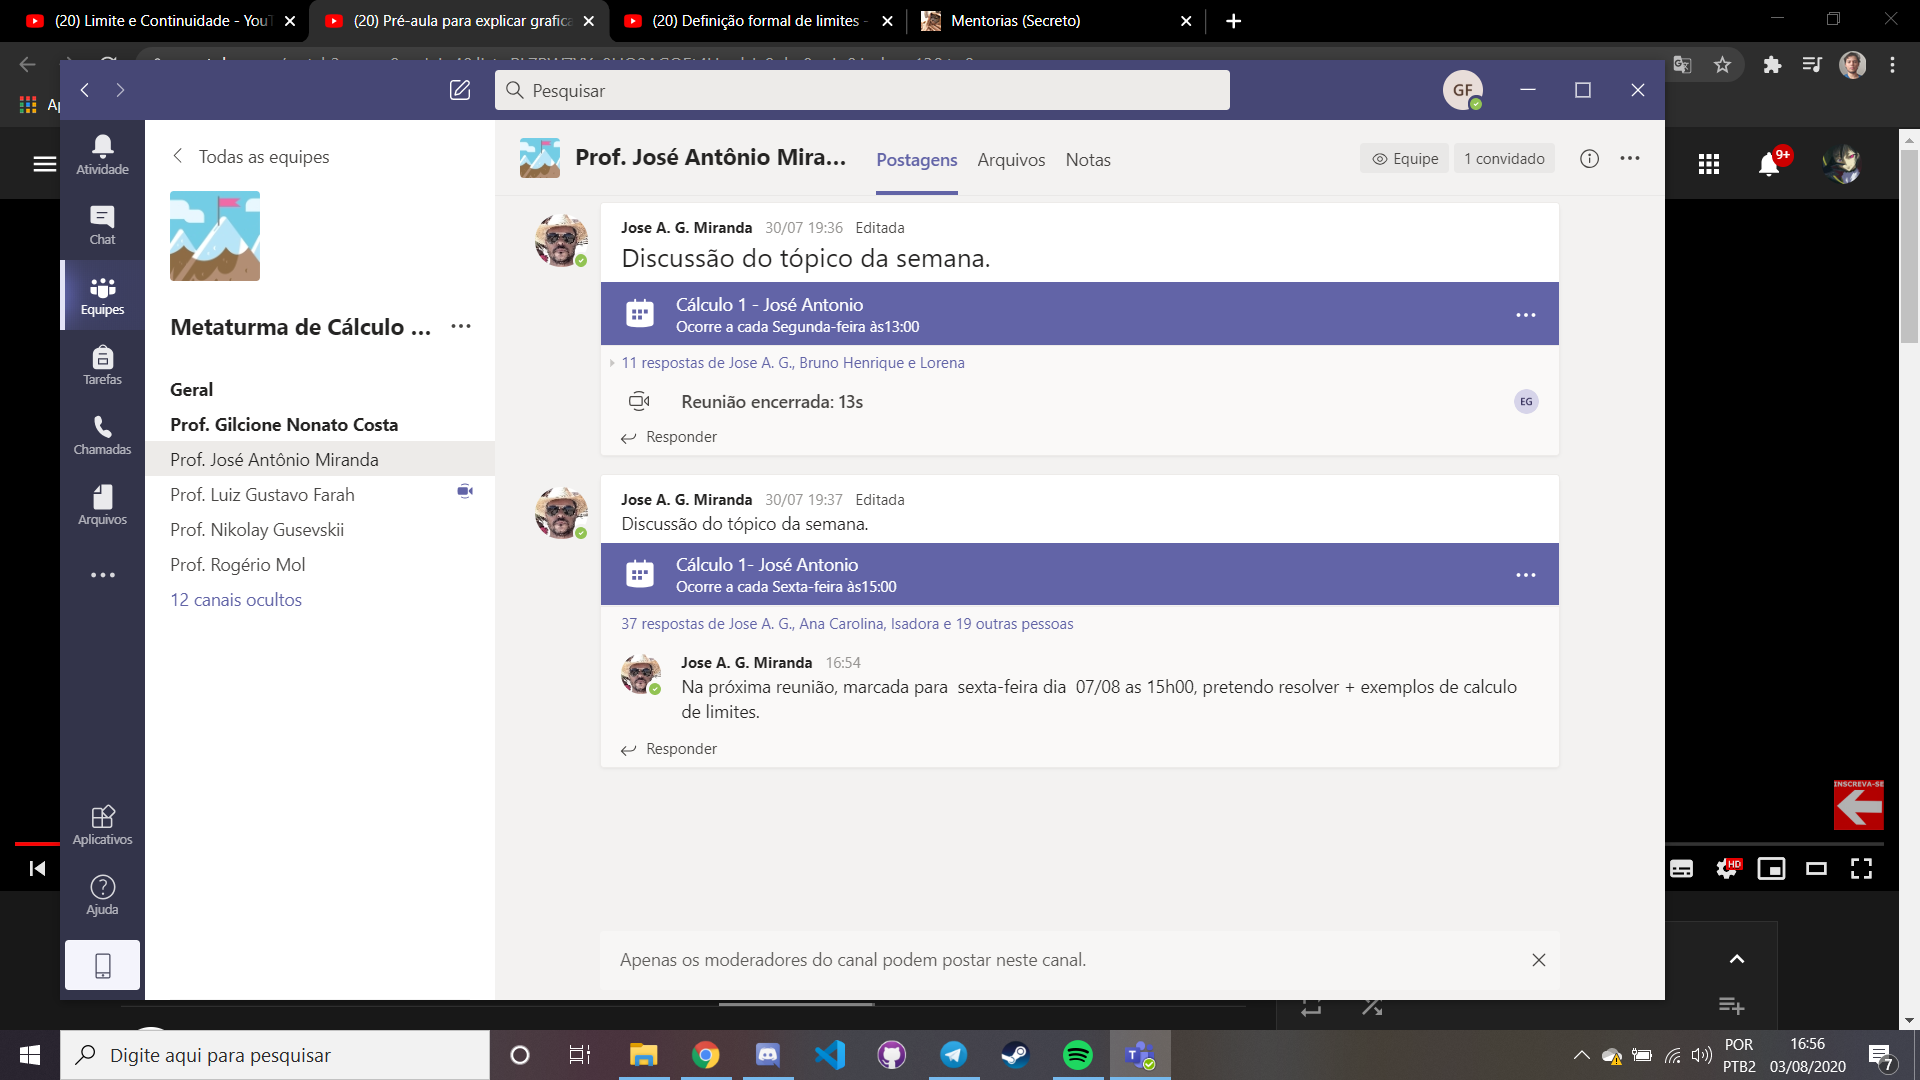 (20) Limite e Continuidade - You
(20) Pré-aula para explicar grafica
(20) Definição formal de limites -
Mentorias (Secreto)
Pesquisar
GF
Atividade
Chat
Equipes
Tarefas
Chamadas
Arquivos
Aplicativos
Ajuda
Todas as equipes
Metaturma de Cálculo ...
Geral
Prof. Gilcione Nonato Costa
Prof. José Antônio Miranda
Prof. Luiz Gustavo Farah
Prof. Nikolay Gusevskii
Prof. Rogério Mol
12 canais ocultos
Prof. José Antônio Mira...
Postagens
Arquivos
Notas
Equipe
1 convidado
9+
Jose A. G. Miranda 30/07 19:36 Editada
Discussão do tópico da semana.
Cálculo 1 - José Antonio
Ocorre a cada Segunda-feira às13:00
11 respostas de Jose A. G., Bruno Henrique e Lorena
Reunião encerrada: 13s
EG
Responder
Jose A. G. Miranda 30/07 19:37 Editada
Discussão do tópico da semana.
Cálculo 1- José Antonio
Ocorre a cada Sexta-feira às15:00
37 respostas de Jose A. G., Ana Carolina, Isadora e 19 outras pessoas
Jose A. G. Miranda 16:54
Na próxima reunião, marcada para sexta-feira dia 07/08 as 15h00, pretendo resolver + exemplos de calculo
de limites.
Responder
Apenas os moderadores do canal podem postar neste canal.
INSCREVA-SE
HD
Digite aqui para pesquisar
POR
PTB2
16:56
03/08/2020
7